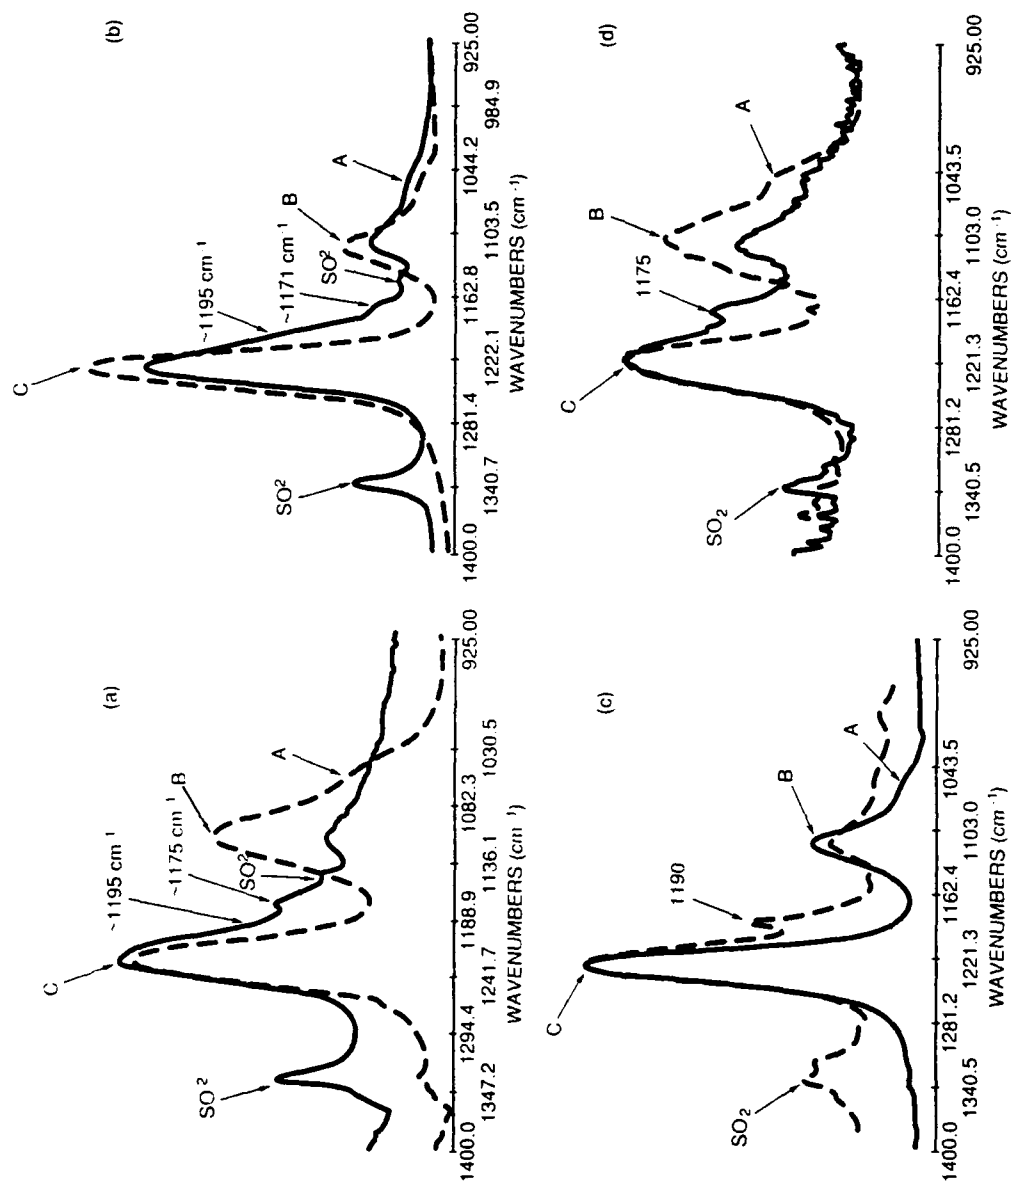 (a)
C
~1195 cm⁻¹
~1175 cm⁻¹
SO²
B
A
SO²
1400.0 1347.2 1294.4 1241.7 1188.9 1136.1 1082.3 1030.5 925.00
WAVENUMBERS (cm⁻¹)
(b)
C
~1195 cm⁻¹
~1171 cm⁻¹
SO²
B
A
SO²
1400.0 1340.7 1281.4 1222.1 1162.8 1103.5 1044.2 984.9 925.00
WAVENUMBERS (cm⁻¹)
(c)
C
1190
B
A
SO₂
1400.0 1340.5 1281.2 1221.3 1162.4 1103.0 1043.5 925.00
WAVENUMBERS (cm⁻¹)
(d)
C
1175
B
A
SO₂
1400.0 1340.5 1281.2 1221.3 1162.4 1103.0 1043.5 925.00
WAVENUMBERS (cm⁻¹)